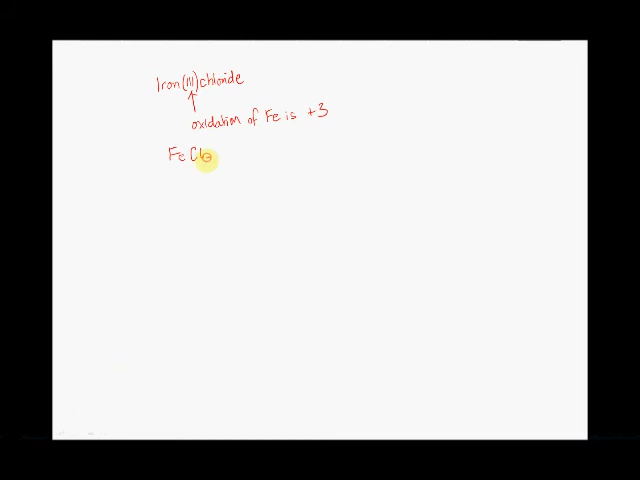 Iron(III)chloride
oxidation of Fe is +3
FeCl